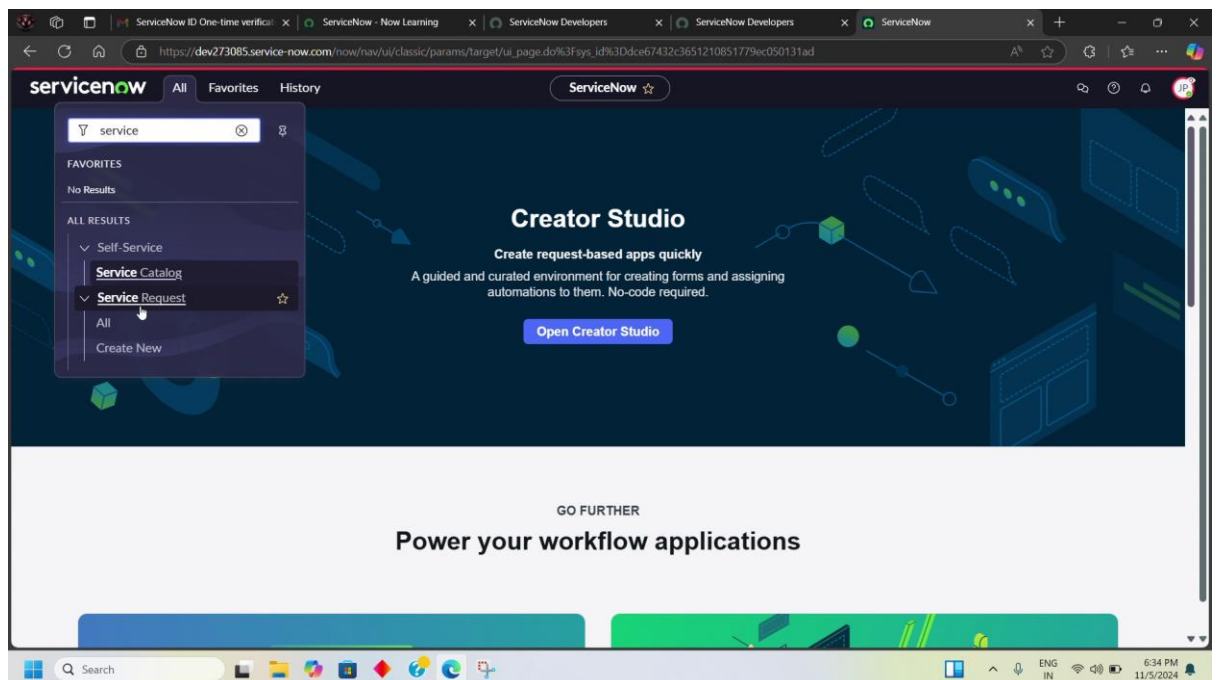 ServiceNow ID One-time verificat
ServiceNow - Now Learning
ServiceNow Developers
ServiceNow Developers
ServiceNow
https://dev273085.service-now.com/now/nav/ui/classic/params/target/ui_page.do%3Fsys_id%3Ddce67432c3651210851779ec050131ad
servicenow
All
Favorites
History
ServiceNow
JP
service
FAVORITES
No Results
ALL RESULTS
Self-Service
Service Catalog
Service Request
All
Create New
Creator Studio
Create request-based apps quickly
A guided and curated environment for creating forms and assigning
automations to them. No-code required.
Open Creator Studio
GO FURTHER
Power your workflow applications
Search
ENG
IN
6:34 PM
11/5/2024